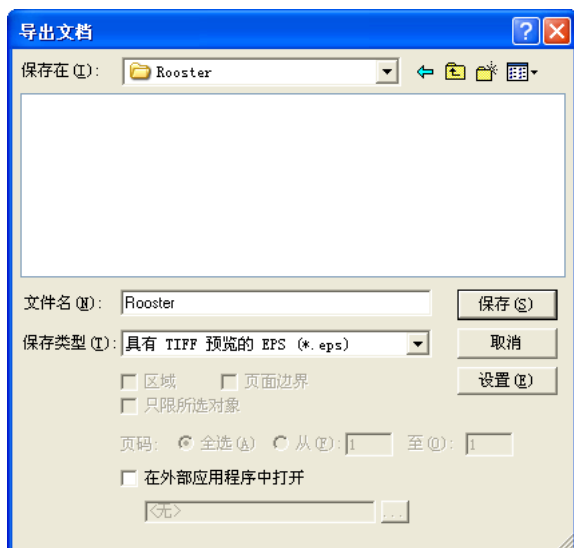 导出文档
保存在(I): Rooster
文件名(N): Rooster 保存(S)
保存类型(T): 具有 TIFF 预览的 EPS (*.eps) 取消
区域 页面边界 设置(E)
只限所选对象
页码: 全选(A) 从(F): 1 至(O): 1
在外部应用程序中打开
<无> ...